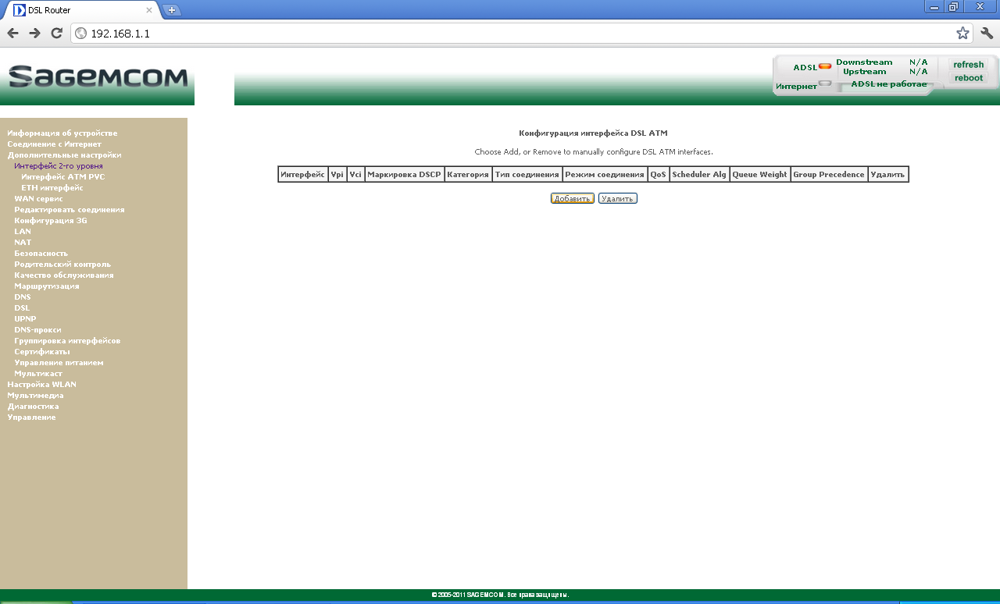 DSL Router
192.168.1.1
SAGEMCOM
ADSL Downstream N/A
Upstream N/A
Интернет ADSL не работае
refresh
reboot
Информация об устройстве
Соединение с Интернет
Дополнительные настройки
Интерфейс 2-го уровня
Интерфейс ATM PVC
ETH интерфейс
WAN сервис
Редактировать соединения
Конфигурация 3G
LAN
NAT
Безопасность
Родительский контроль
Качество обслуживания
Маршрутизация
DNS
DSL
UPNP
DNS-прокси
Группировка интерфейсов
Сертификаты
Управление питанием
Мультикаст
Настройка WLAN
Мультимедиа
Диагностика
Управление
Конфигурация интерфейса DSL ATM
Choose Add, or Remove to manually configure DSL ATM interfaces.
Интерфейс Vpi Vci Маркировка DSCP Категория Тип соединения Режим соединения QoS Scheduler Alg Queue Weight Group Precedence Удалить
Добавить Удалить
© 2005-2011 SAGEMCOM. Все права защищены.